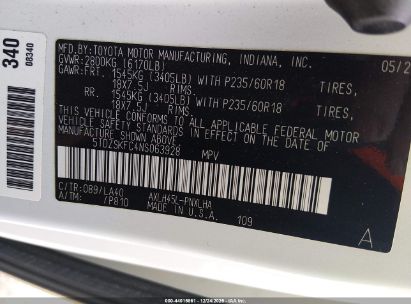 340
08340
MFD.BY:TOYOTA MOTOR MANUFACTURING, INDIANA, INC.
05/2
GVWR:2800KG (6170LB)
GAWR:FRT. 1545KG (3405LB) WITH P235/60R18 TIRES,
18X7.5J RIMS,
RR. 1545KG (3405LB) WITH P235/60R18 TIRES,
18X7.5J RIMS.
THIS VEHICLE CONFORMS TO ALL APPLICABLE FEDERAL MOTOR
VEHICLE SAFETY STANDARDS IN EFFECT ON THE DATE OF
MANUFACTURE SHOWN ABOVE.
MPV
C/TR:089/LA40 AXLH45L-PNXLHA
A/TM: /P810 MADE IN U.S.A.
109
A